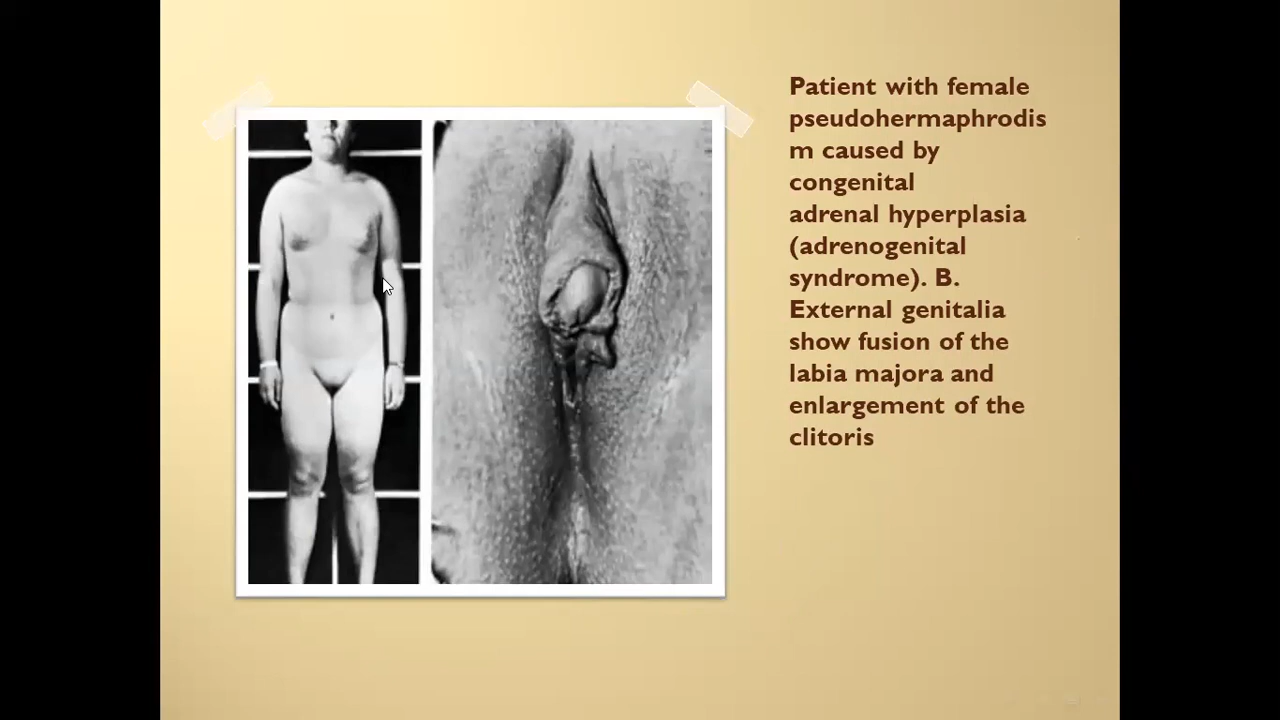 Patient with female
pseudohermaphrodis
m caused by
congenital
adrenal hyperplasia
(adrenogenital
syndrome). B.
External genitalia
show fusion of the
labia majora and
enlargement of the
clitoris